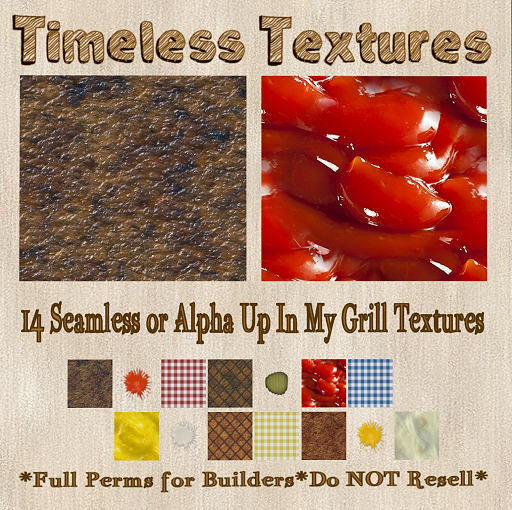 Timeless Textures
14 Seamless or Alpha Up In My Grill Textures
*Full Perms for Builders*Do NOT Resell*